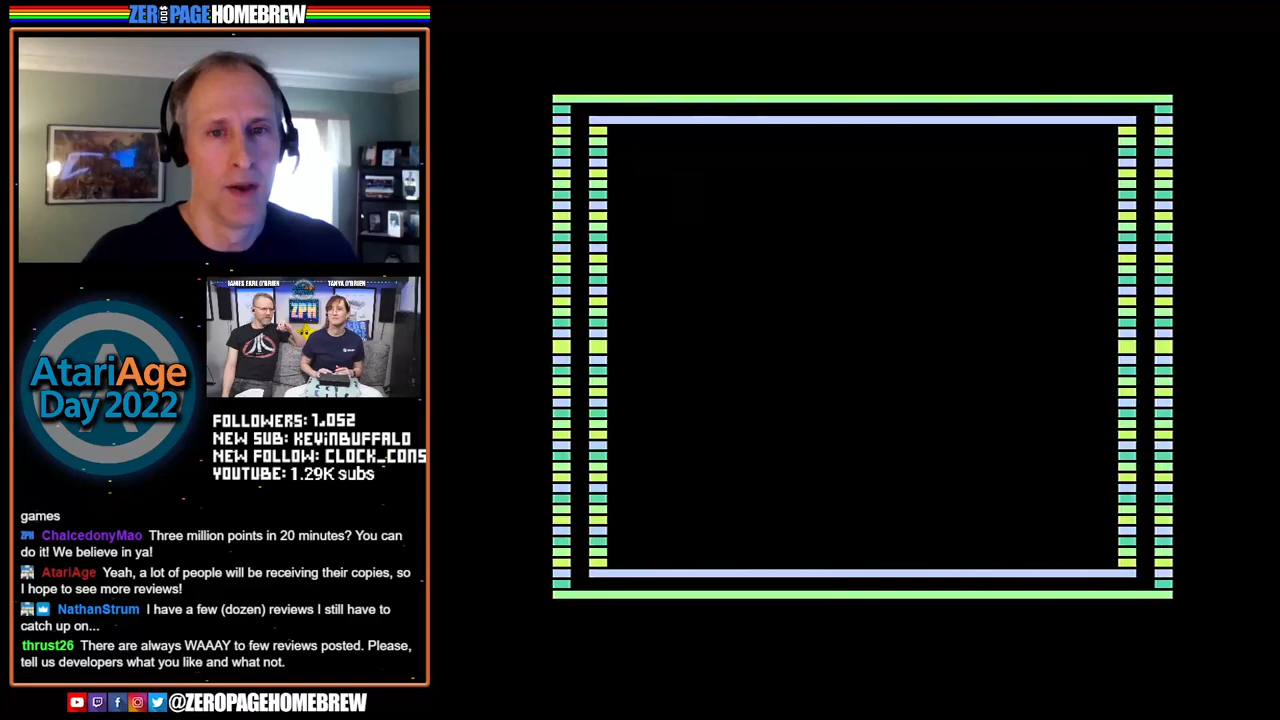 ZEROPAGEHOMEBREW
JAMES EARL O'BRIEN
TANYA O'BRIEN
ZPH
ATARI
AtariAge
Day 2022
FOLLOWERS: 1,052
NEW SUB: KEVINBUFFALO
NEW FOLLOW: CLOCK_CONS
YOUTUBE: 1.29K subs
games
ZPH ChalcedonyMao Three million points in 20 minutes? You can
do it! We believe in ya!
AtariAge Yeah, a lot of people will be receiving their copies, so
I hope to see more reviews!
NathanStrum I have a few (dozen) reviews I still have to
catch up on...
thrust26 There are always WAAAY to few reviews posted. Please,
tell us developers what you like and what not.
@ZEROPAGEHOMEBREW